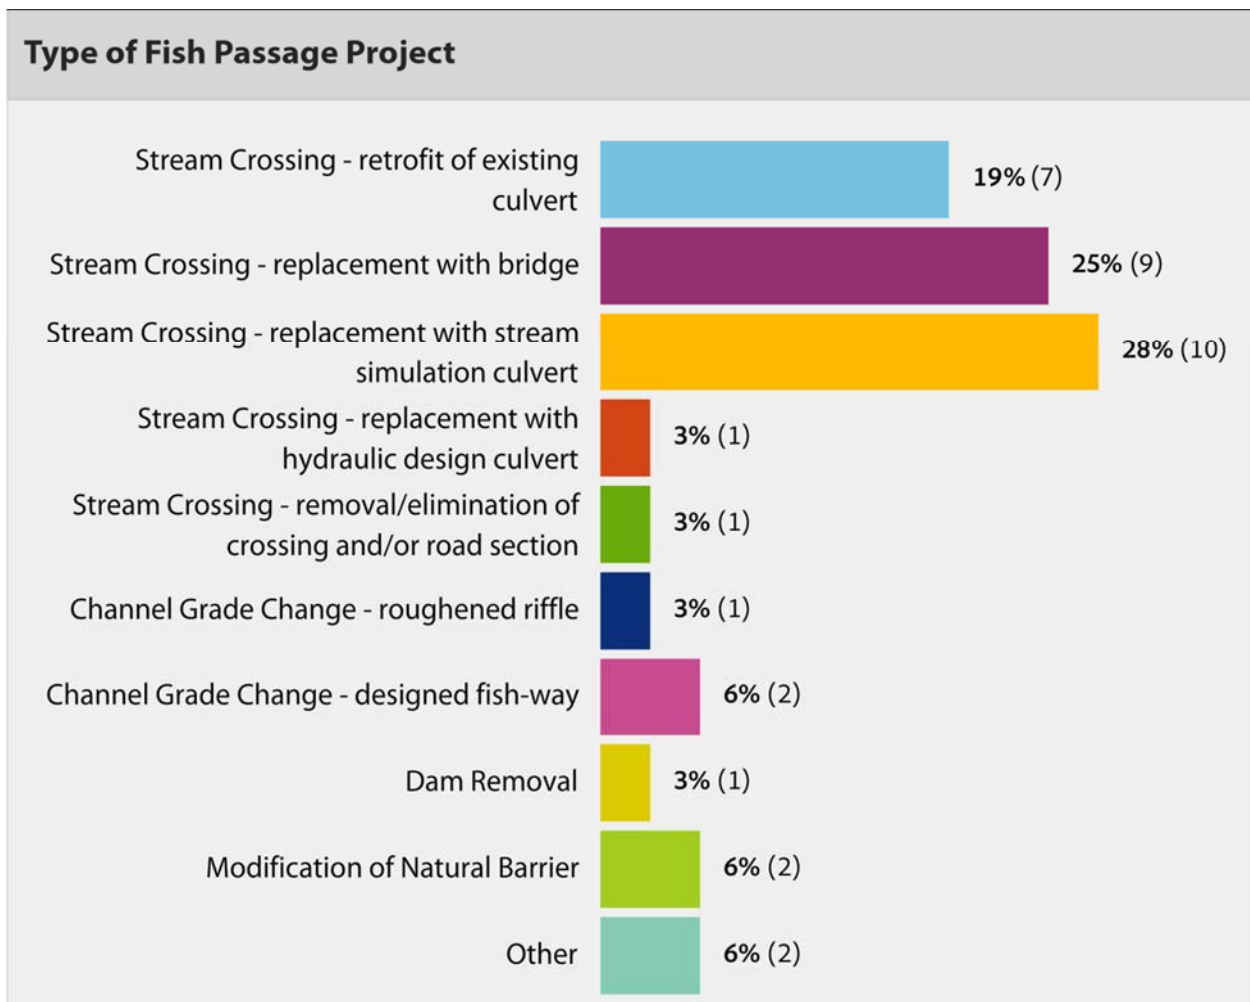 Type of Fish Passage Project
Stream Crossing - retrofit of existing
culvert
19% (7)
Stream Crossing - replacement with bridge
25% (9)
Stream Crossing - replacement with stream
simulation culvert
28% (10)
Stream Crossing - replacement with
hydraulic design culvert
3% (1)
Stream Crossing - removal/elimination of
crossing and/or road section
3% (1)
Channel Grade Change - roughened riffle
3% (1)
Channel Grade Change - designed fish-way
6% (2)
Dam Removal
3% (1)
Modification of Natural Barrier
6% (2)
Other
6% (2)